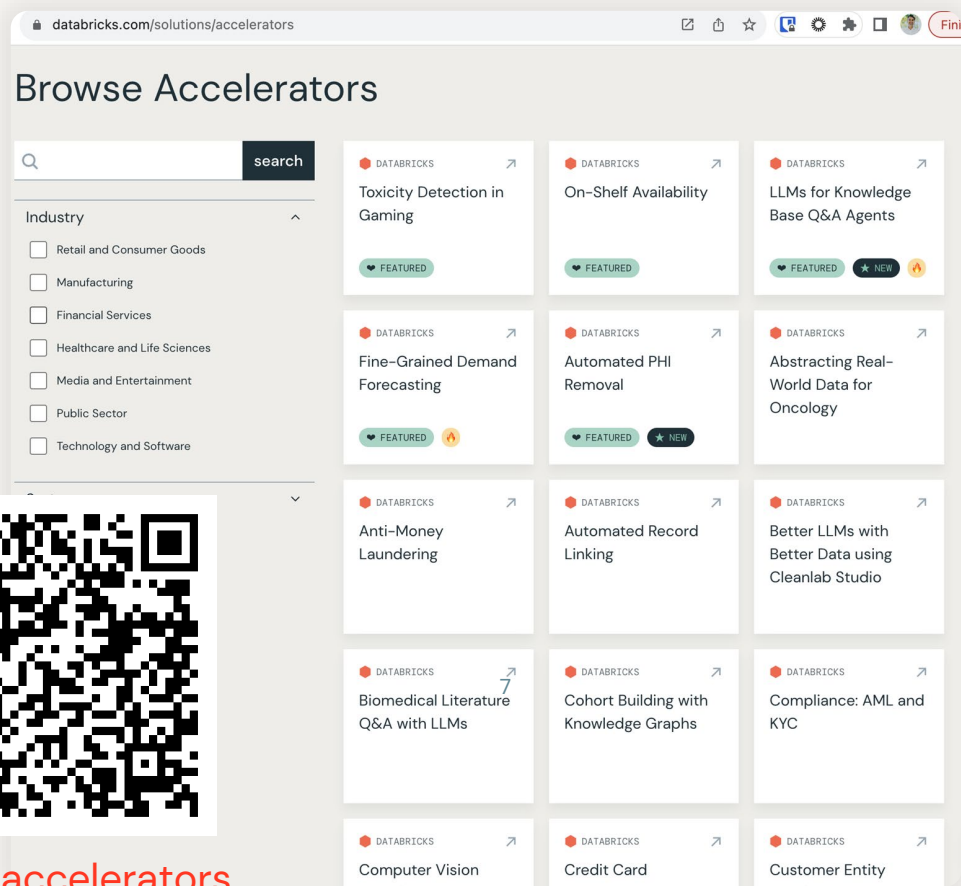 databricks.com/solutions/accelerators
Fini
Browse Accelerators
search
Industry
Retail and Consumer Goods
Manufacturing
Financial Services
Healthcare and Life Sciences
Media and Entertainment
Public Sector
Technology and Software
DATABRICKS
Toxicity Detection in
Gaming
FEATURED
DATABRICKS
On-Shelf Availability
FEATURED
DATABRICKS
LLMs for Knowledge
Base Q&A Agents
FEATURED NEW
DATABRICKS
Fine-Grained Demand
Forecasting
FEATURED
DATABRICKS
Automated PHI
Removal
FEATURED NEW
DATABRICKS
Abstracting Real-
World Data for
Oncology
DATABRICKS
Anti-Money
Laundering
DATABRICKS
Automated Record
Linking
DATABRICKS
Better LLMs with
Better Data using
Cleanlab Studio
DATABRICKS
7
Biomedical Literature
Q&A with LLMs
DATABRICKS
Cohort Building with
Knowledge Graphs
DATABRICKS
Compliance: AML and
KYC
DATABRICKS
Computer Vision
DATABRICKS
Credit Card
DATABRICKS
Customer Entity
accelerators